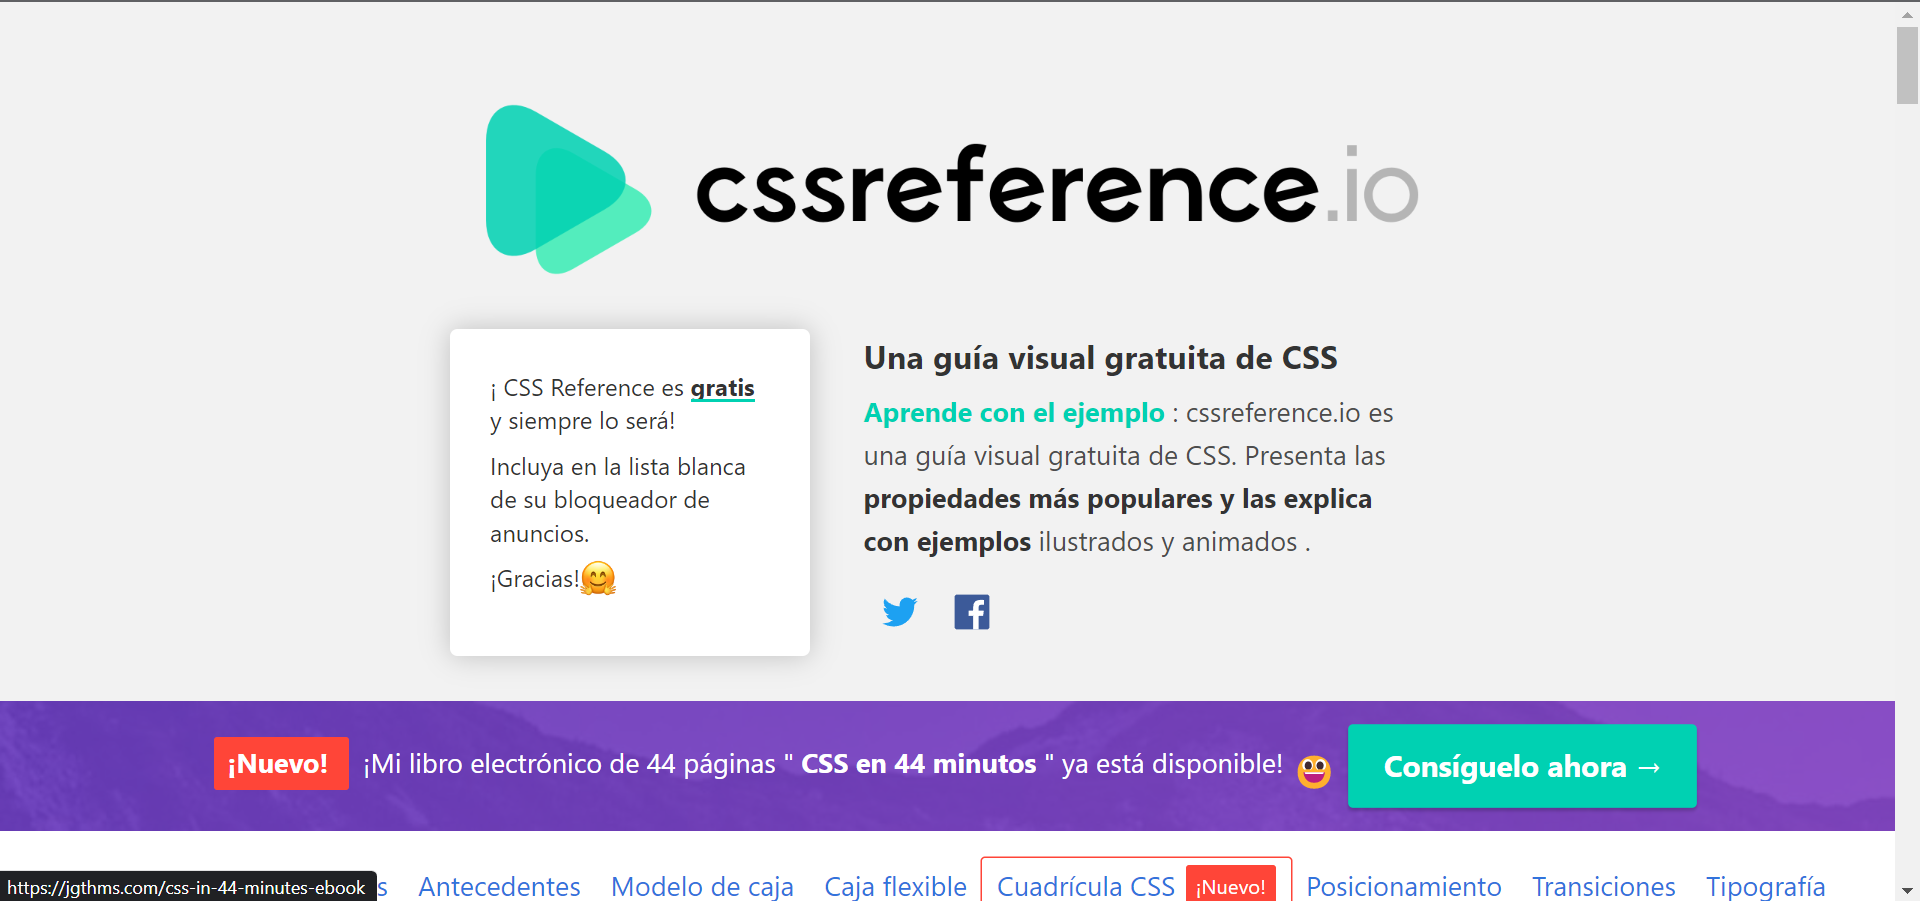 cssreference.io
¡ CSS Reference es gratis
y siempre lo será!
Incluya en la lista blanca
de su bloqueador de
anuncios.
¡Gracias!🤗
Una guía visual gratuita de CSS
Aprende con el ejemplo : cssreference.io es
una guía visual gratuita de CSS. Presenta las
propiedades más populares y las explica
con ejemplos ilustrados y animados .
¡Nuevo! ¡Mi libro electrónico de 44 páginas " CSS en 44 minutos " ya está disponible! 😀 Consíguelo ahora →
Antecedentes Modelo de caja Caja flexible Cuadrícula CSS ¡Nuevo! Posicionamiento Transiciones Tipografía
https://jgthms.com/css-in-44-minutes-ebook